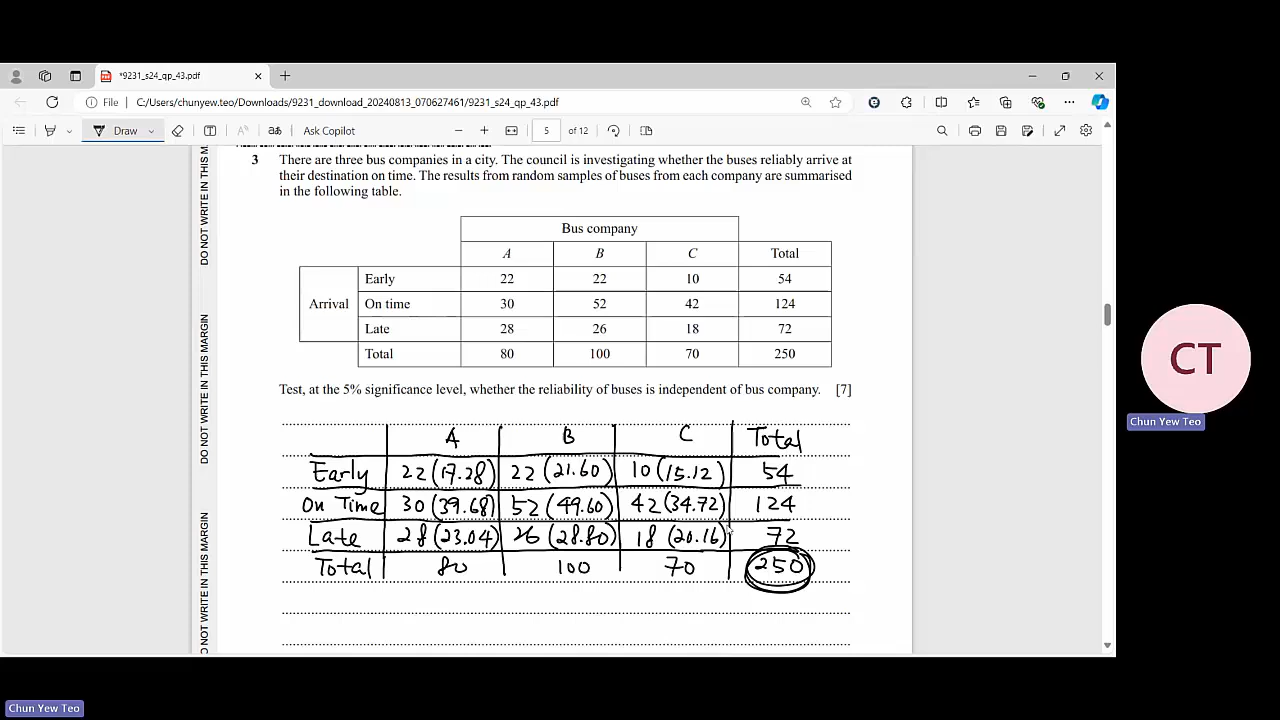 *9231_s24_qp_43.pdf
File
C:/Users/chunyew.teo/Downloads/9231_download_20240813_070627461/9231_s24_qp_43.pdf
Draw
Ask Copilot
5 of 12
DO NOT WRITE IN THIS M
3 There are three bus companies in a city. The council is investigating whether the buses reliably arrive at
their destination on time. The results from random samples of buses from each company are summarised
in the following table.
Bus company
A B C Total
Early 22 22 10 54
Arrival On time 30 52 42 124
Late 28 26 18 72
Total 80 100 70 250
Test, at the 5% significance level, whether the reliability of buses is independent of bus company. [7]
DO NOT WRITE IN THIS MARGIN
A B C Total
Early 22 (17.28) 22 (21.60) 10 (15.12) 54
On Time 30 (39.68) 52 (49.60) 42 (34.72) 124
Late 28 (23.04) 26 (28.80) 18 (20.16) 72
Total 80 100 70 250
DO NOT WRITE IN THIS MARGIN
CT
Chun Yew Teo
Chun Yew Teo